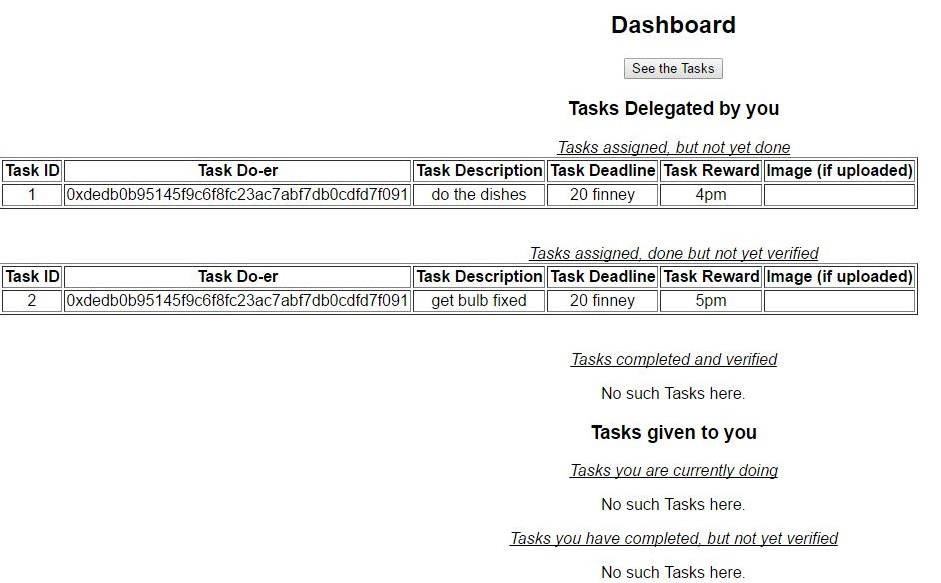 Dashboard
See the Tasks
Tasks Delegated by you
Tasks assigned, but not yet done
Task ID Task Do-er Task Description Task Deadline Task Reward Image (if uploaded)
1 0xdedb0b95145f9c6f8fc23ac7abf7db0cdfd7f091 do the dishes 20 finney 4pm
Tasks assigned, done but not yet verified
Task ID Task Do-er Task Description Task Deadline Task Reward Image (if uploaded)
2 0xdedb0b95145f9c6f8fc23ac7abf7db0cdfd7f091 get bulb fixed 20 finney 5pm
Tasks completed and verified
No such Tasks here.
Tasks given to you
Tasks you are currently doing
No such Tasks here.
Tasks you have completed, but not yet verified
No such Tasks here.